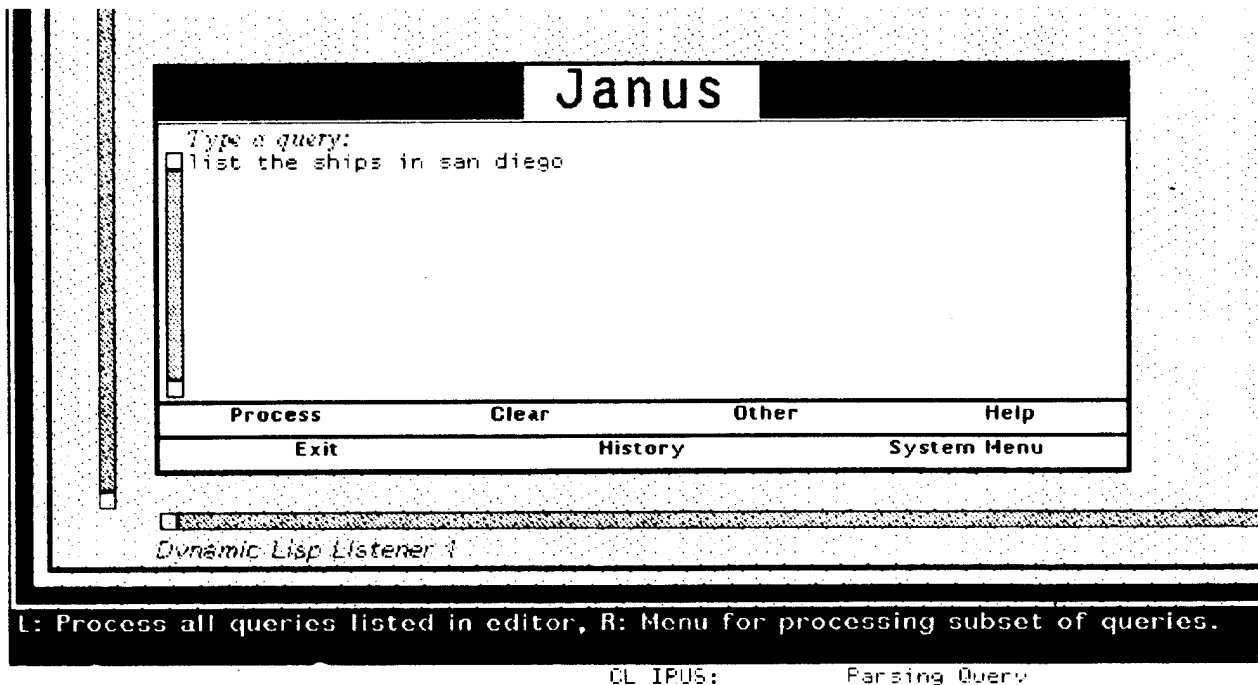 Janus
Type a query:
list the ships in san diego
Process Clear Other Help
Exit History System Menu
Dynamic Lisp Listener 1
L: Process all queries listed in editor, R: Menu for processing subset of queries.
CL IRUS: Parsing Query